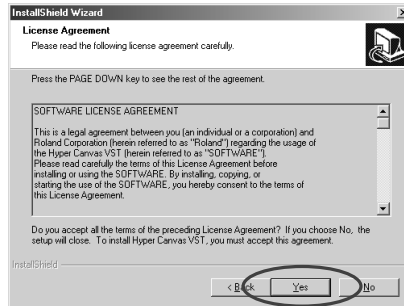 InstallShield Wizard
License Agreement
Please read the following license agreement carefully.
Press the PAGE DOWN key to see the rest of the agreement.
SOFTWARE LICENSE AGREEMENT
This is a legal agreement between you (an individual or a corporation) and
Roland Corporation (herein referred to as "Roland") regarding the usage of
the Hyper Canvas VST (herein referred to as "SOFTWARE").
Please read carefully the terms of this License Agreement before
installing or using the SOFTWARE. By installing, copying, or
starting the use of the SOFTWARE, you hereby consent to the terms of
this License Agreement.
Do you accept all the terms of the preceding License Agreement? If you choose No, the
setup will close. To install Hyper Canvas VST, you must accept this agreement.
InstallShield
< Back Yes No